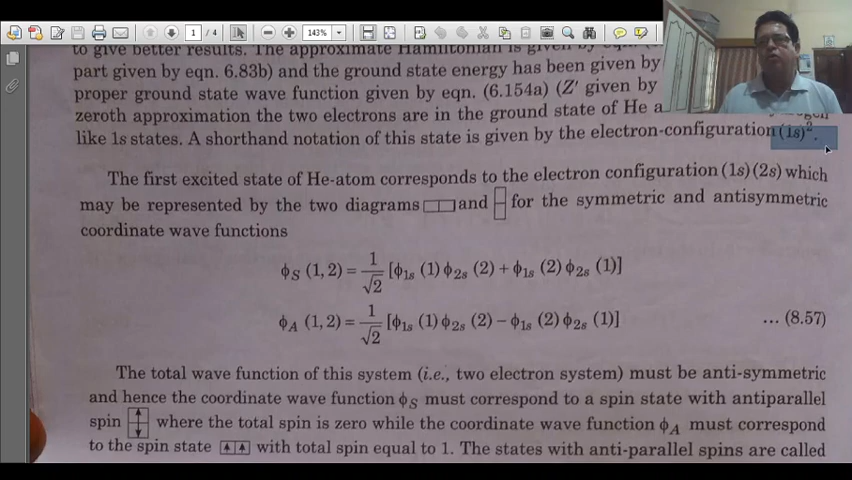 1 / 4
143%
to give better results. The approximate Hamiltonian is given by eqn.
part given by eqn. 6.83b) and the ground state energy has been given by
proper ground state wave function given by eqn. (6.154a) (Z′ given by
zeroth approximation the two electrons are in the ground state of He
like 1s states. A shorthand notation of this state is given by the electron-configuration (1s)².
The first excited state of He-atom corresponds to the electron configuration (1s) (2s) which
may be represented by the two diagrams and for the symmetric and antisymmetric
coordinate wave functions
ϕS (1, 2) = 1/√2 [ϕ1s (1) ϕ2s (2) + ϕ1s (2) ϕ2s (1)]
ϕA (1, 2) = 1/√2 [ϕ1s (1) ϕ2s (2) − ϕ1s (2) ϕ2s (1)] ... (8.57)
The total wave function of this system (i.e., two electron system) must be anti-symmetric
and hence the coordinate wave function ϕS must correspond to a spin state with antiparallel
spin where the total spin is zero while the coordinate wave function ϕA must correspond
to the spin state with total spin equal to 1. The states with anti-parallel spins are called